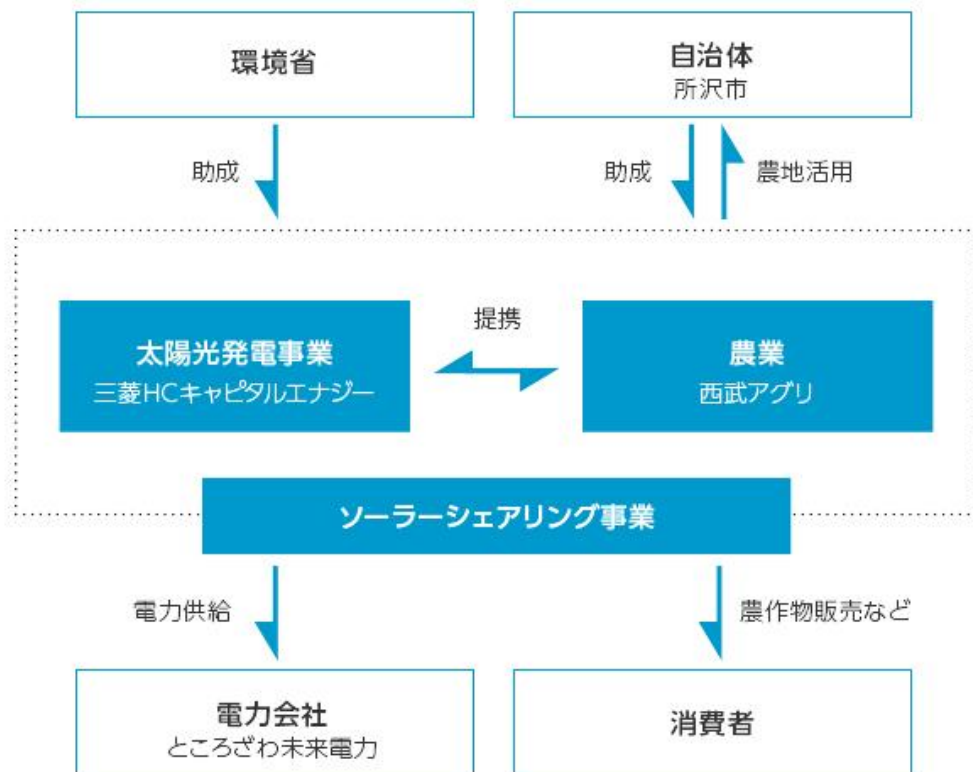 環境省
自治体
所沢市
助成
助成
農地活用
提携
太陽光発電事業
三菱HCキャピタルエナジー
農業
西武アグリ
ソーラーシェアリング事業
電力供給
農作物販売など
電力会社
ところざわ未来電力
消費者